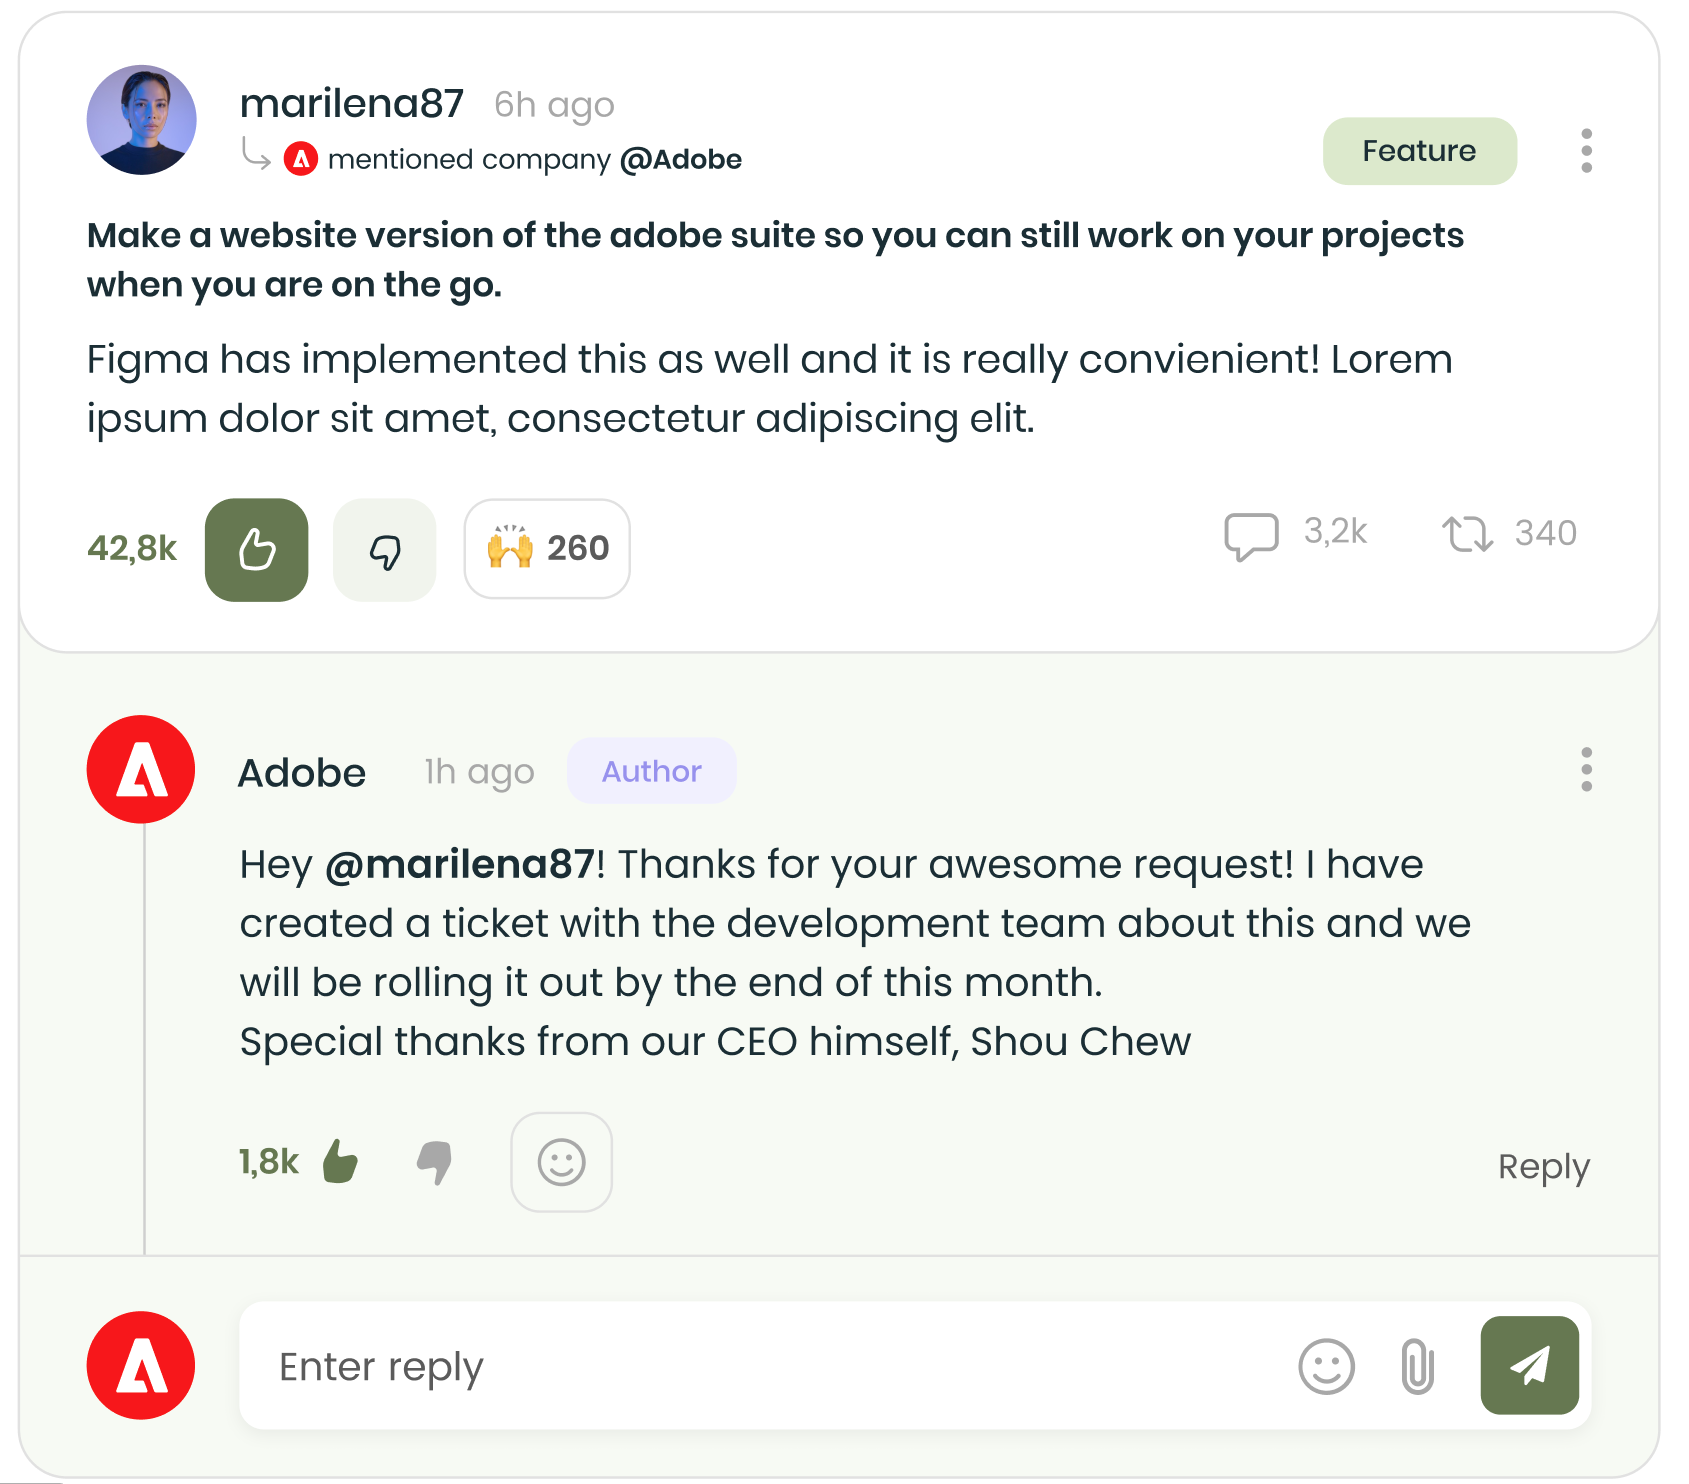 marilena87 6h ago
mentioned company @Adobe
Feature
Make a website version of the adobe suite so you can still work on your projects
when you are on the go.
Figma has implemented this as well and it is really convienient! Lorem
ipsum dolor sit amet, consectetur adipiscing elit.
42,8k 260 3,2k 340
Adobe 1h ago Author
Hey @marilena87! Thanks for your awesome request! I have
created a ticket with the development team about this and we
will be rolling it out by the end of this month.
Special thanks from our CEO himself, Shou Chew
1,8k Reply
Enter reply